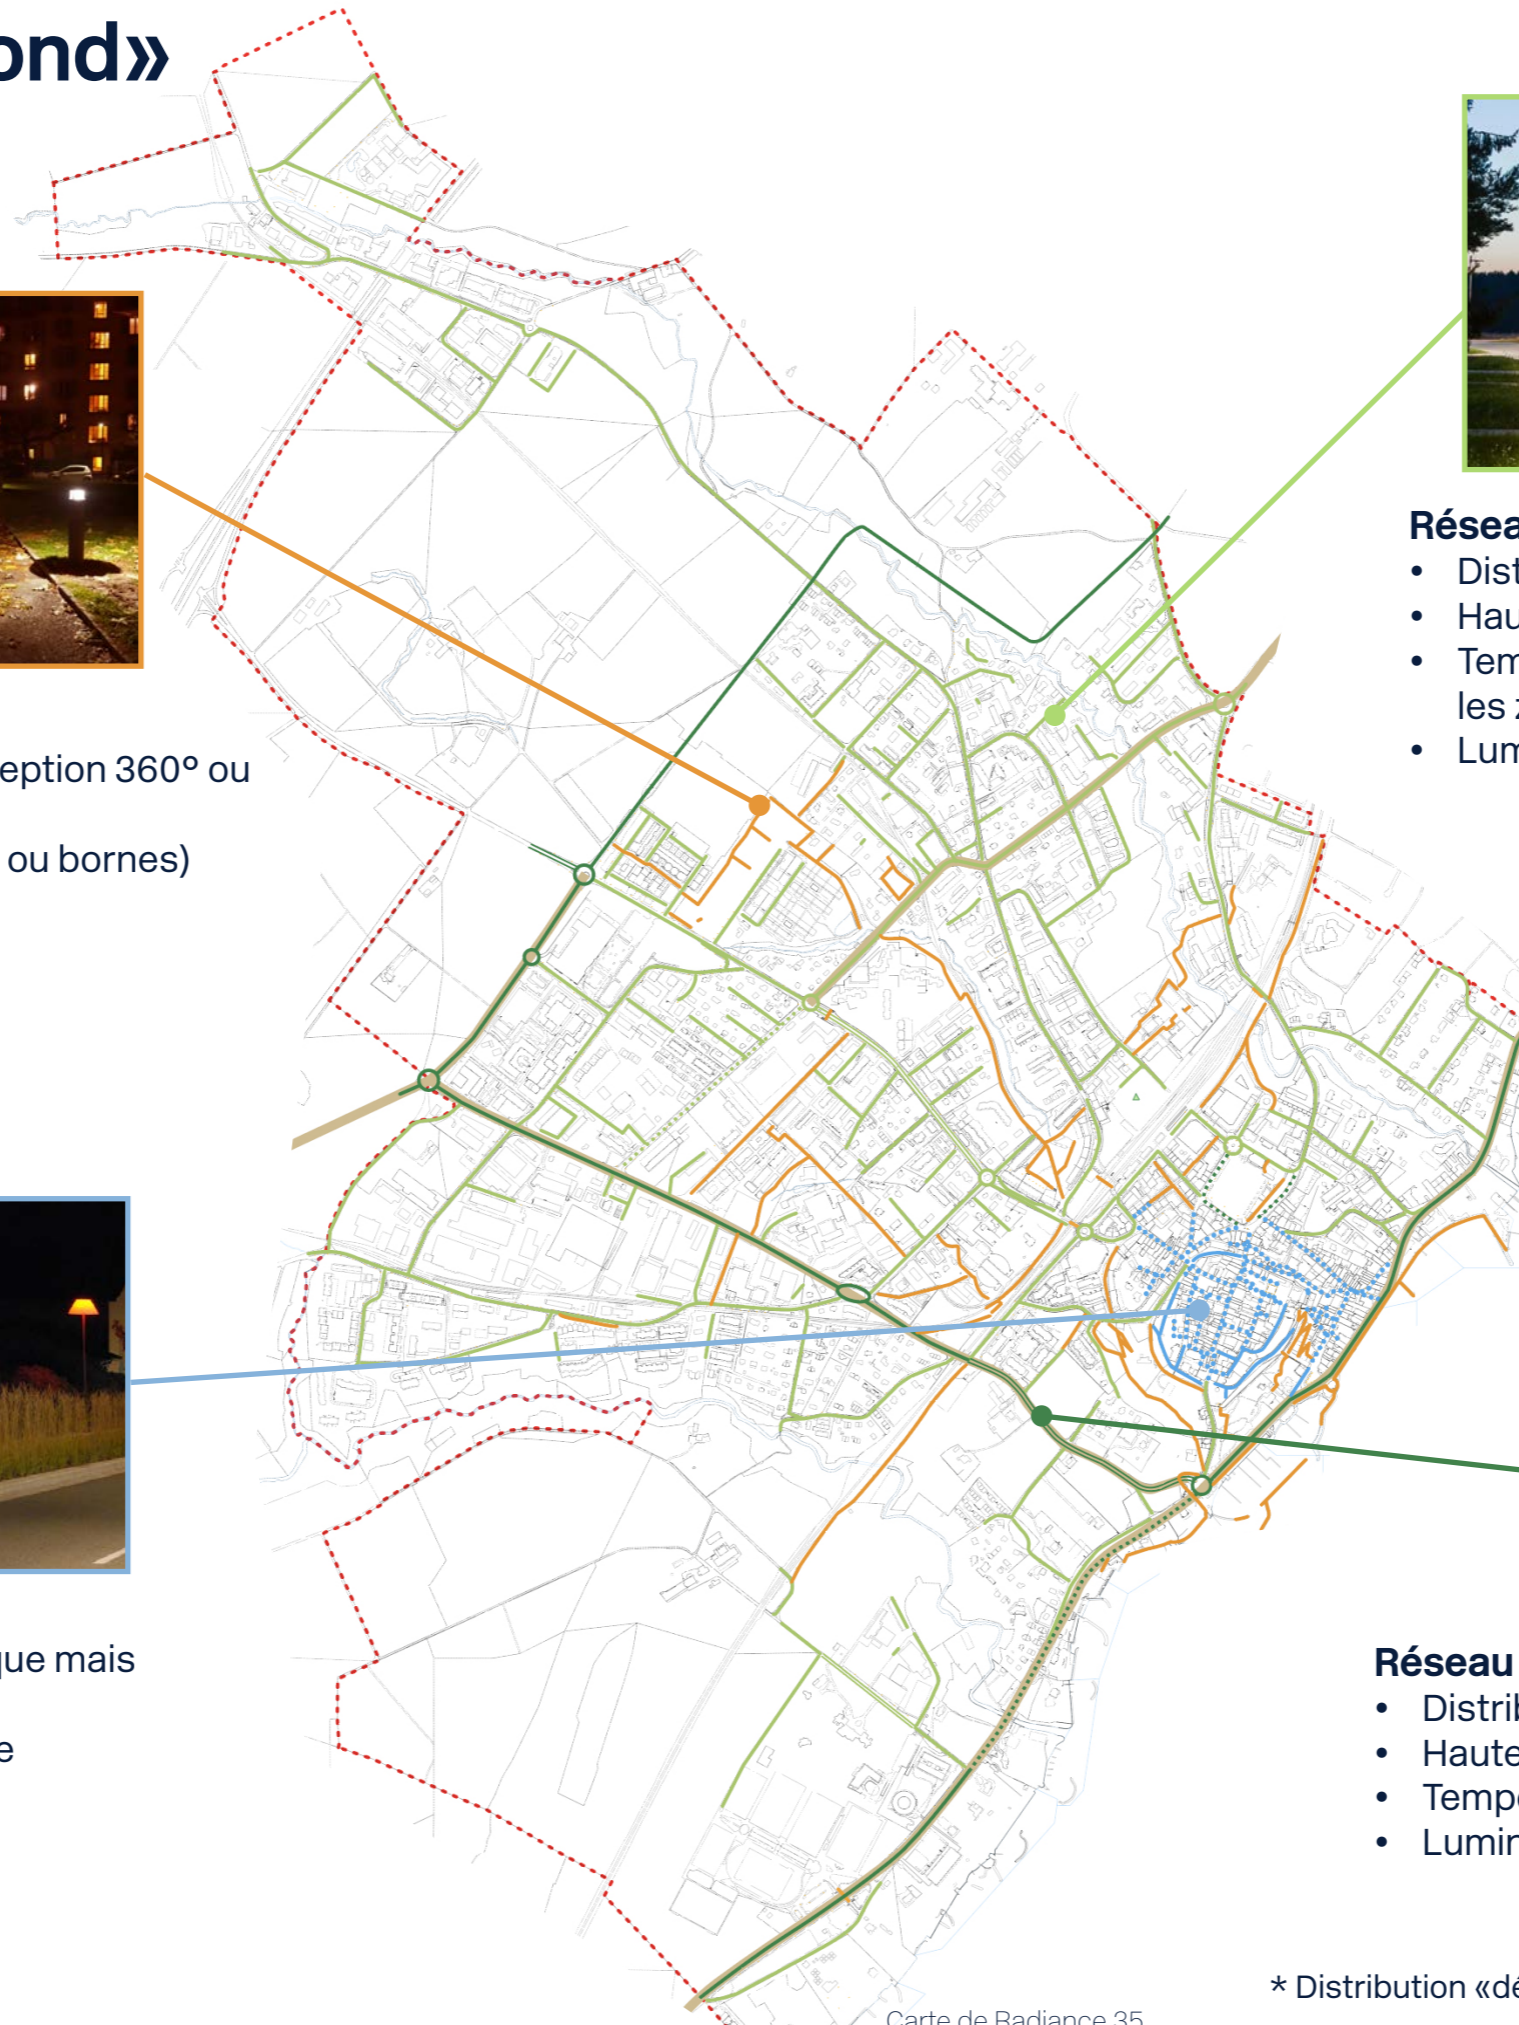 ond»
eption 360° ou
ou bornes)
que mais
e
Résea
• Dist
• Hau
• Tem
les z
• Lum
Réseau
• Distrib
• Haute
• Tempé
• Lumin
* Distribution «dé
Carte de Radiance 35